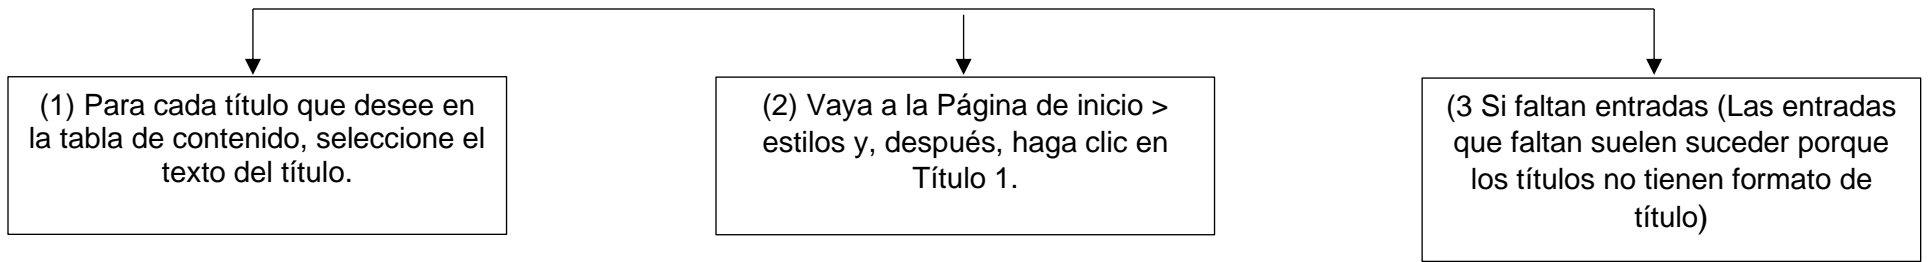 (1) Para cada título que desee en
la tabla de contenido, seleccione el
texto del título.
(2) Vaya a la Página de inicio >
estilos y, después, haga clic en
Título 1.
(3 Si faltan entradas (Las entradas
que faltan suelen suceder porque
los títulos no tienen formato de
título)